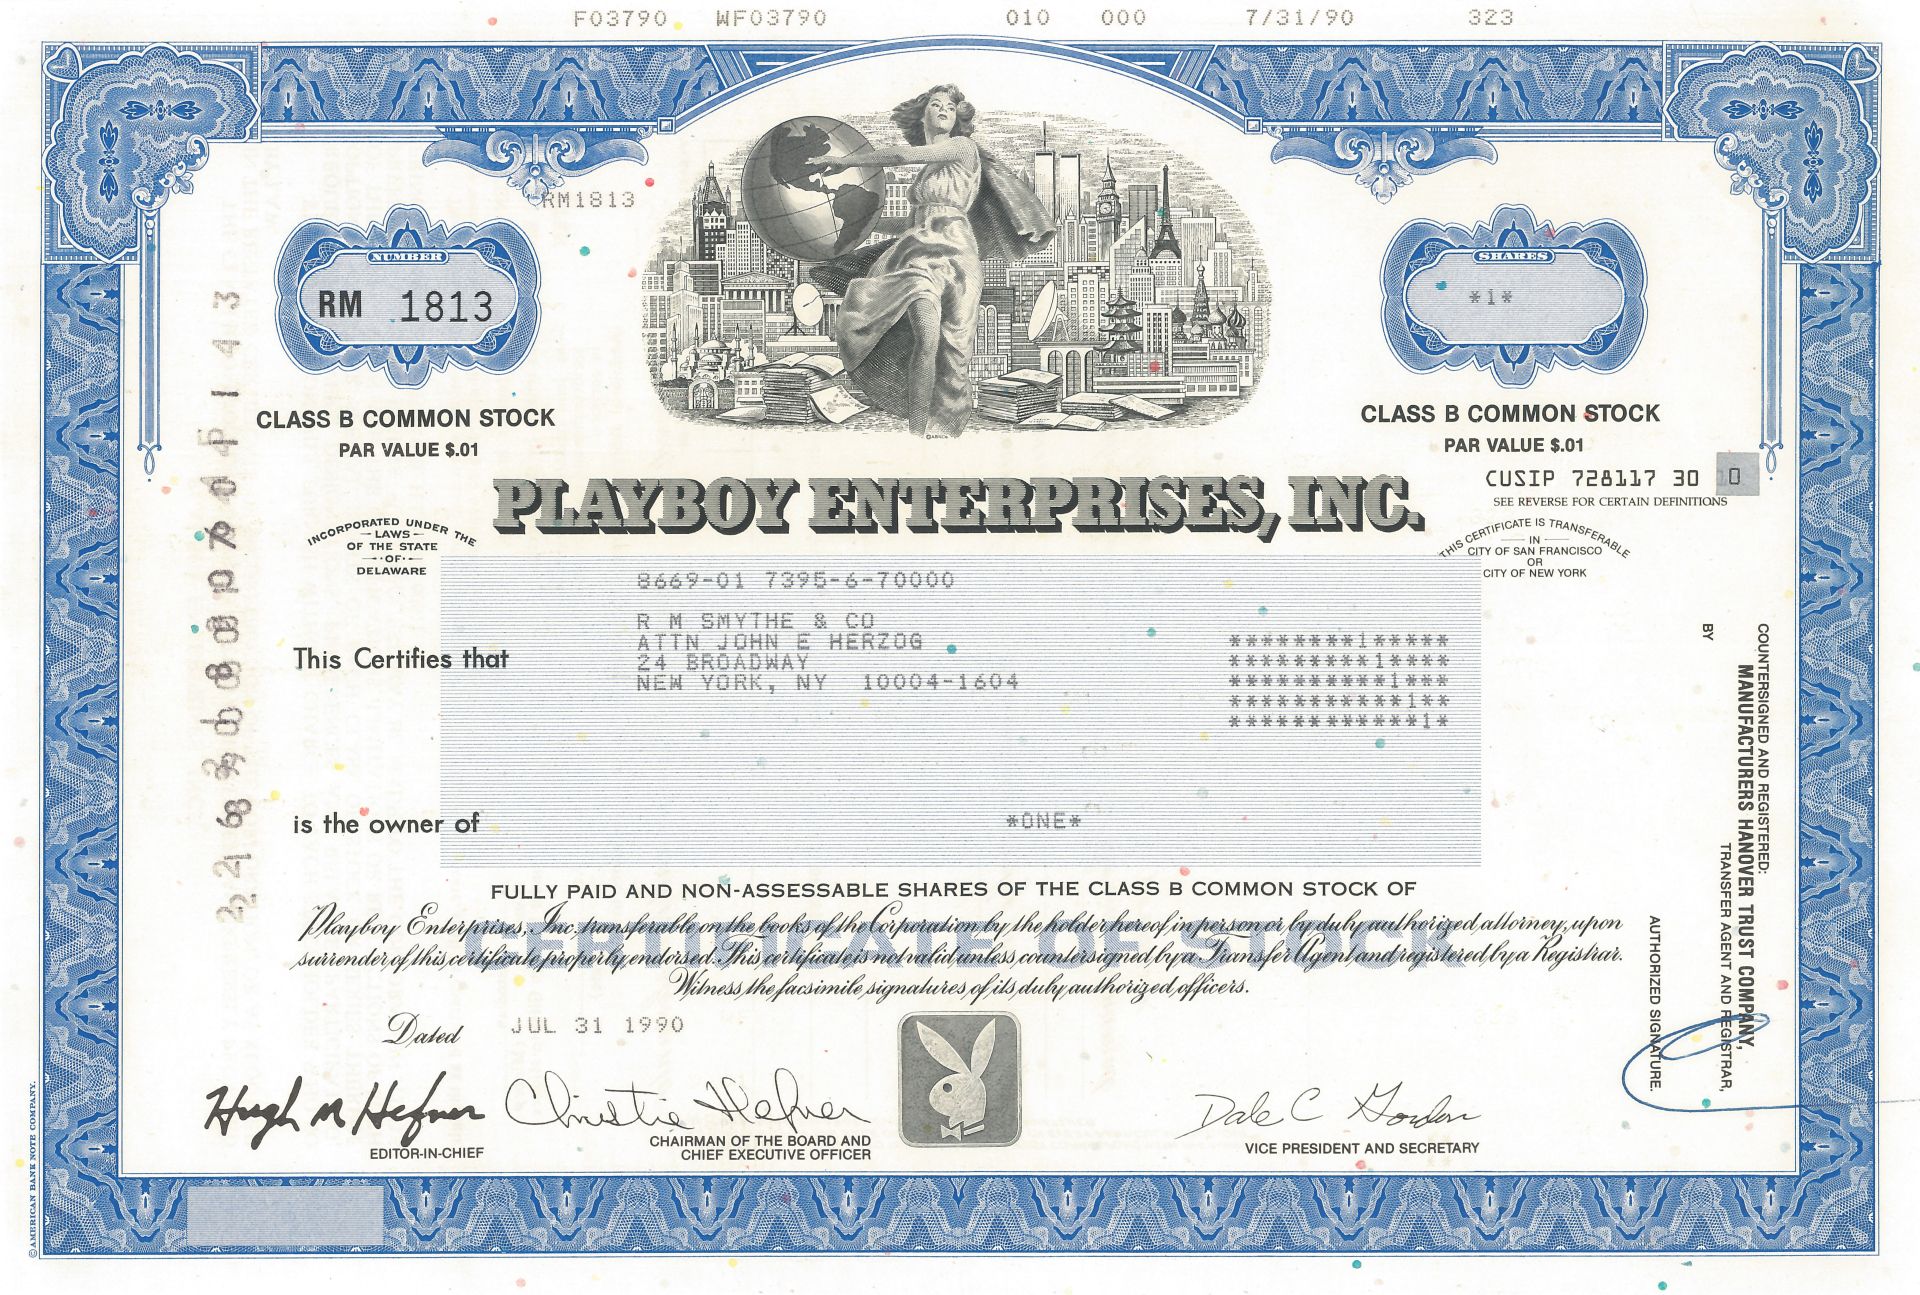 F03790 WF03790 010 000 7/31/90 323
RM1813
NUMBER
RM 1813
SHARES
*1*
CLASS B COMMON STOCK
PAR VALUE $.01
CLASS B COMMON STOCK
PAR VALUE $.01
CUSIP 728117 30 0
SEE REVERSE FOR CERTAIN DEFINITIONS
PLAYBOY ENTERPRISES, INC.
INCORPORATED UNDER THE
LAWS
OF THE STATE
OF
DELAWARE
THIS CERTIFICATE IS TRANSFERABLE
IN
CITY OF SAN FRANCISCO
OR
CITY OF NEW YORK
8669-01 7395-6-70000
R M SMYTHE & CO
ATTN JOHN E HERZOG
24 BROADWAY
NEW YORK, NY 10004-1604
********1*****
*********1****
**********1***
***********1**
************1*
This Certifies that
is the owner of
*ONE*
FULLY PAID AND NON-ASSESSABLE SHARES OF THE CLASS B COMMON STOCK OF
CERTIFICATE OF STOCK
Playboy Enterprises, Inc. transferable on the books of the Corporation by the holder hereof, in person or by duly authorized attorney, upon
surrender of this certificate properly endorsed. This certificate is not valid unless countersigned by a Transfer Agent and registered by a Registrar.
Witness the facsimile signatures of its duly authorized officers.
Dated JUL 31 1990
Hugh M Hefner
EDITOR-IN-CHIEF
Christie Hefner
CHAIRMAN OF THE BOARD AND
CHIEF EXECUTIVE OFFICER
Dale C Gordon
VICE PRESIDENT AND SECRETARY
COUNTERSIGNED AND REGISTERED:
MANUFACTURERS HANOVER TRUST COMPANY,
TRANSFER AGENT AND REGISTRAR,
BY
AUTHORIZED SIGNATURE.
© AMERICAN BANK NOTE COMPANY.